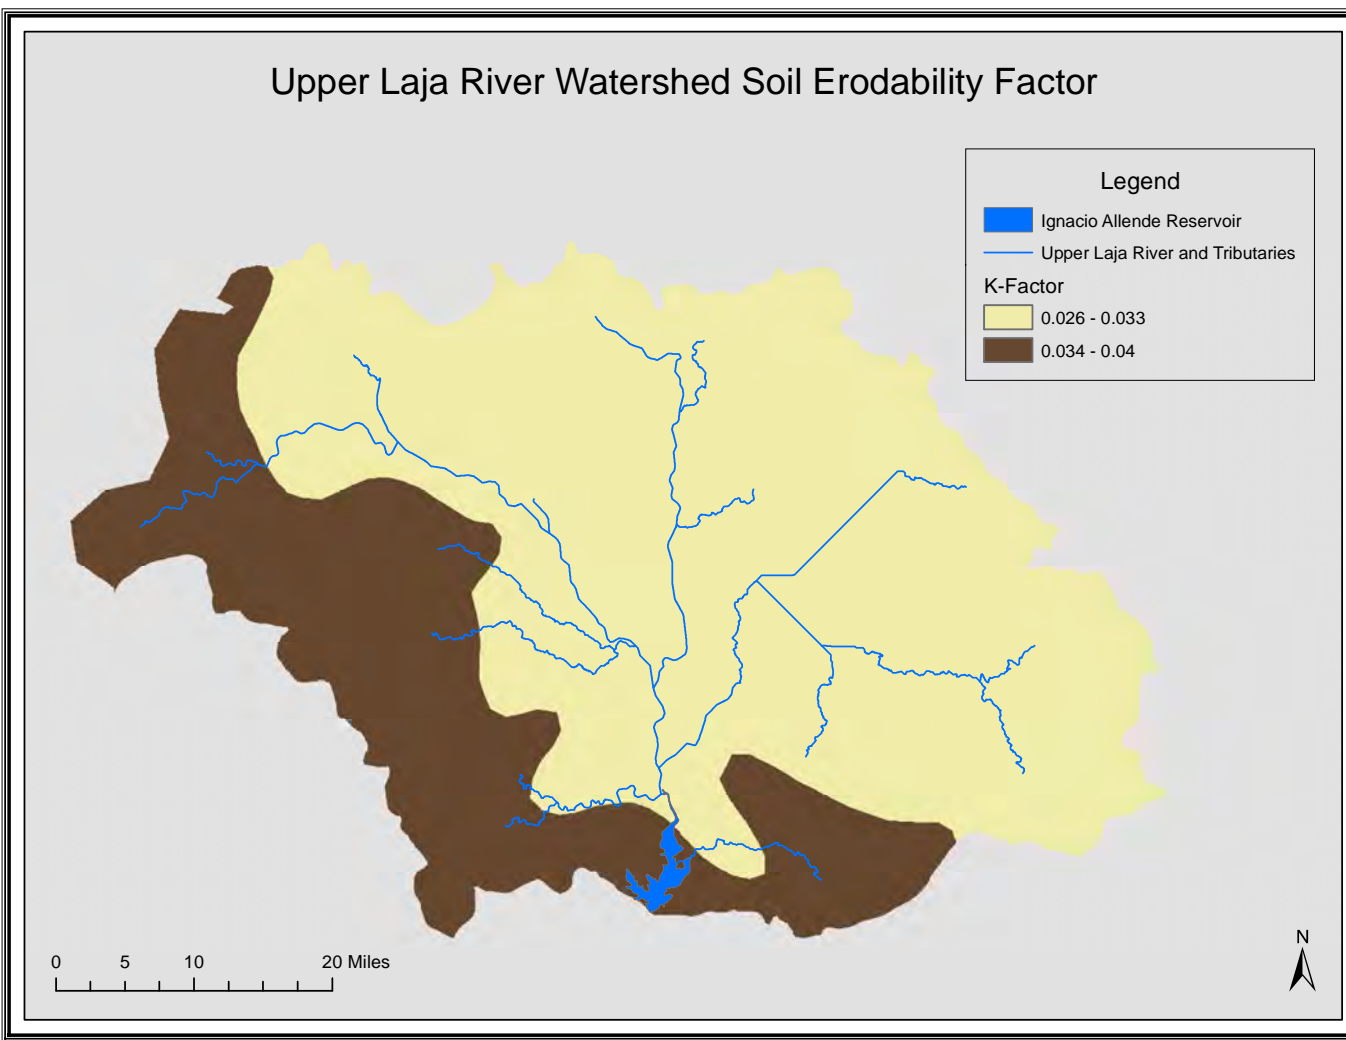 Upper Laja River Watershed Soil Erodability Factor
Legend
Ignacio Allende Reservoir
Upper Laja River and Tributaries
K-Factor
0.026 - 0.033
0.034 - 0.04
0 5 10 20 Miles
N